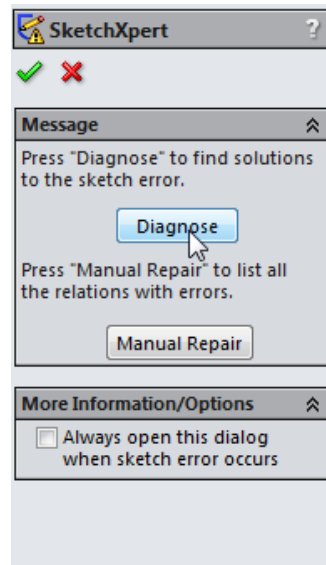 SketchXpert ?
Message
Press "Diagnose" to find solutions
to the sketch error.
Diagnose
Press "Manual Repair" to list all
the relations with errors.
Manual Repair
More Information/Options
Always open this dialog
when sketch error occurs